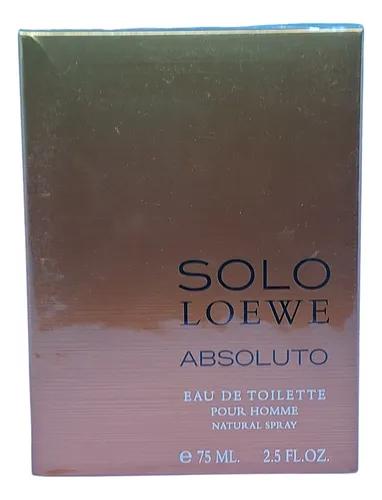 SOLO
LOEWE
ABSOLUTO
EAU DE TOILETTE
POUR HOMME
NATURAL SPRAY
e 75 ML. 2.5 FL.OZ.